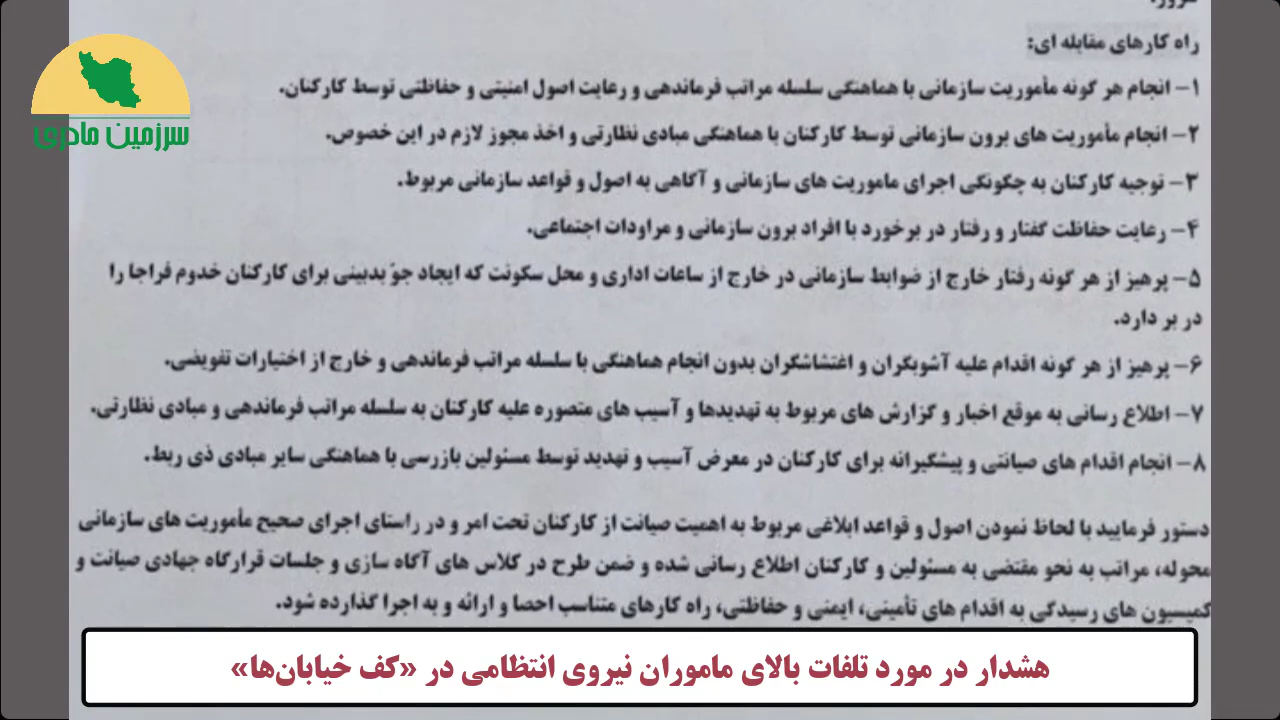 راه کارهای مقابله ای:
۱- انجام هر گونه مأموریت سازمانی با هماهنگی سلسله مراتب فرماندهی و رعایت اصول امنیتی و حفاظتی توسط کارکنان.
۲- انجام مأموریت های برون سازمانی توسط کارکنان با هماهنگی مبادی نظارتی و اخذ مجوز لازم در این خصوص.
۳- توجیه کارکنان به چگونگی اجرای ماموریت های سازمانی و آگاهی به اصول و قواعد سازمانی مربوط.
۴- رعایت حفاظت گفتار و رفتار در برخورد با افراد برون سازمانی و مراودات اجتماعی.
۵- پرهیز از هر گونه رفتار خارج از ضوابط سازمانی در خارج از ساعات اداری و محل سکونت که ایجاد جوّ بدبینی برای کارکنان خدوم فراجا را
در بر دارد.
۶- پرهیز از هر گونه اقدام علیه آشوبگران و اغتشاشگران بدون انجام هماهنگی با سلسله مراتب فرماندهی و خارج از اختیارات تفویضی.
۷- اطلاع رسانی به موقع اخبار و گزارش های مربوط به تهدیدها و آسیب های متصوره علیه کارکنان به سلسله مراتب فرماندهی و مبادی نظارتی.
۸- انجام اقدام های صیانتی و پیشگیرانه برای کارکنان در معرض آسیب و تهدید توسط مسئولین بازرسی با هماهنگی سایر مبادی ذی ربط.
دستور فرمایید با لحاظ نمودن اصول و قواعد ابلاغی مربوط به اهمیت صیانت از کارکنان تحت امر و در راستای اجرای صحیح مأموریت های سازمانی
محوله، مراتب به نحو مقتضی به مسئولین و کارکنان اطلاع رسانی شده و ضمن طرح در کلاس های آگاه سازی و جلسات قرارگاه جهادی صیانت و
کمیسیون های رسیدگی به اقدام های تأمینی، ایمنی و حفاظتی، راه کارهای متناسب احصا و ارائه و به اجرا گذارده شود.
سرزمین مادری
هشدار در مورد تلفات بالای ماموران نیروی انتظامی در «کف خیابان‌ها»